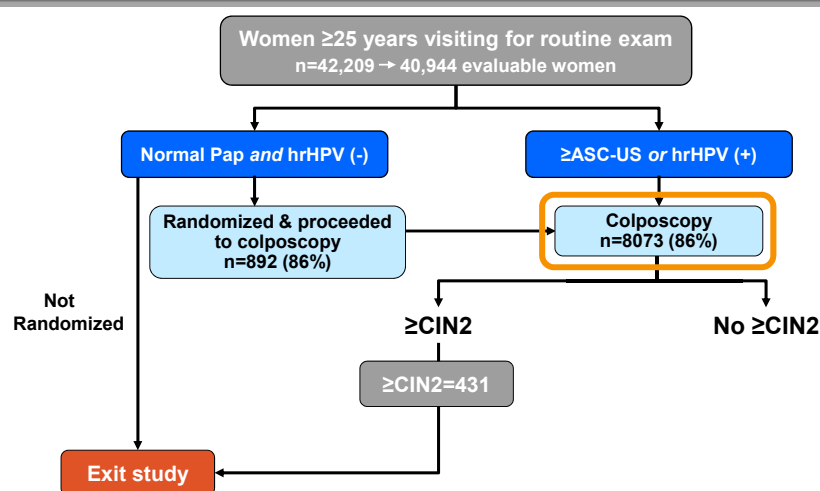 Women ≥25 years visiting for routine exam
n=42,209 → 40,944 evaluable women
Normal Pap and hrHPV (-)
≥ASC-US or hrHPV (+)
Randomized & proceeded
to colposcopy
n=892 (86%)
Colposcopy
n=8073 (86%)
Not
Randomized
≥CIN2
No ≥CIN2
≥CIN2=431
Exit study